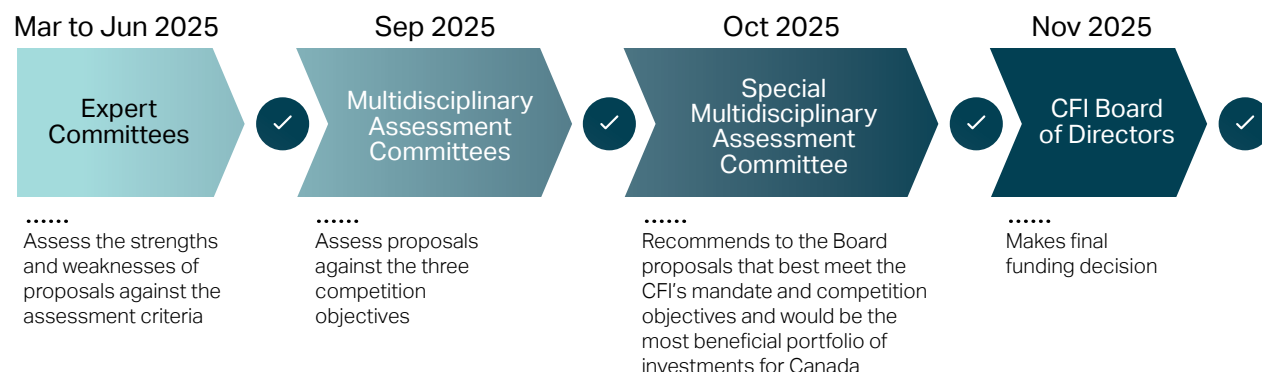 Mar to Jun 2025
Sep 2025
Oct 2025
Nov 2025
Expert
Committees
Multidisciplinary
Assessment
Committees
Special
Multidisciplinary
Assessment
Committee
CFI Board
of Directors
......
Assess the strengths
and weaknesses of
proposals against the
assessment criteria
......
Assess proposals
against the three
competition
objectives
......
Recommends to the Board
proposals that best meet the
CFI's mandate and competition
objectives and would be the
most beneficial portfolio of
investments for Canada
......
Makes final
funding decision